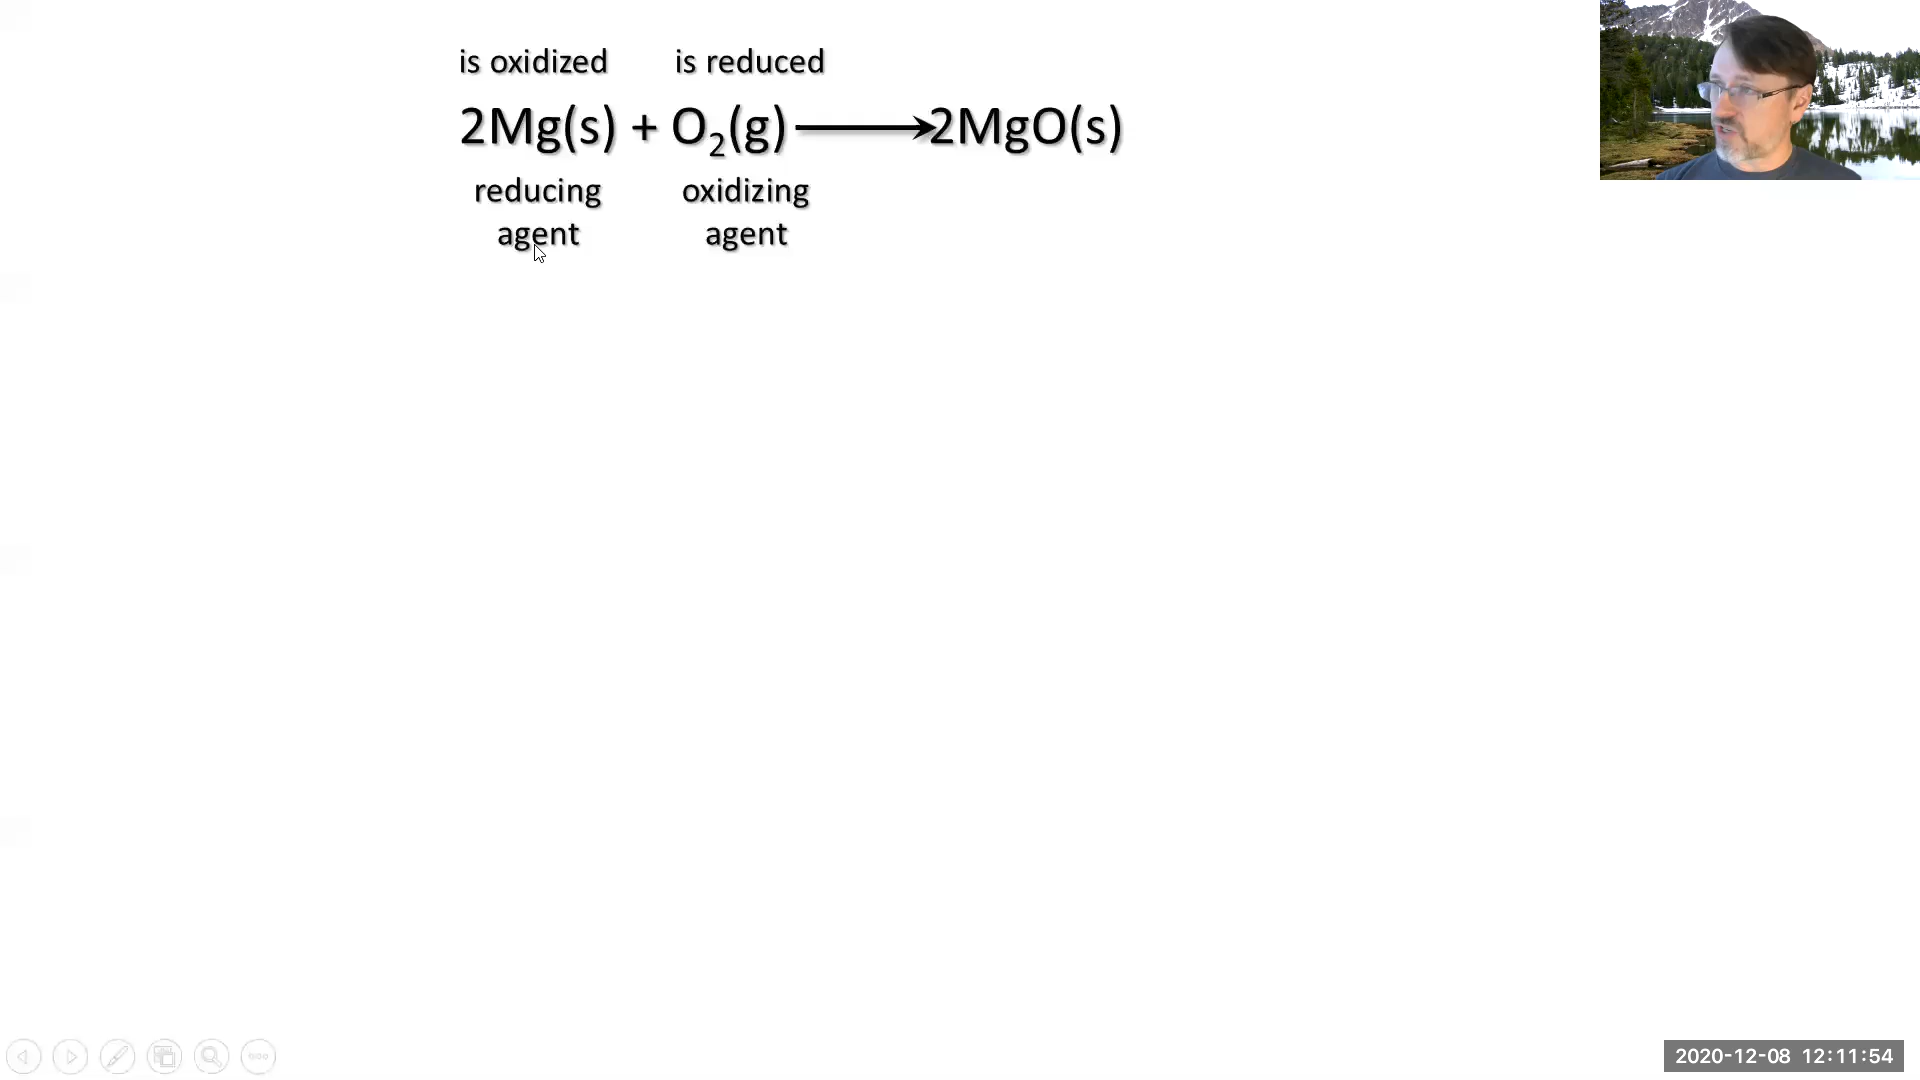 is oxidized is reduced
2Mg(s) + O₂(g) ⟶ 2MgO(s)
reducing oxidizing
agent agent
2020-12-08 12:11:54